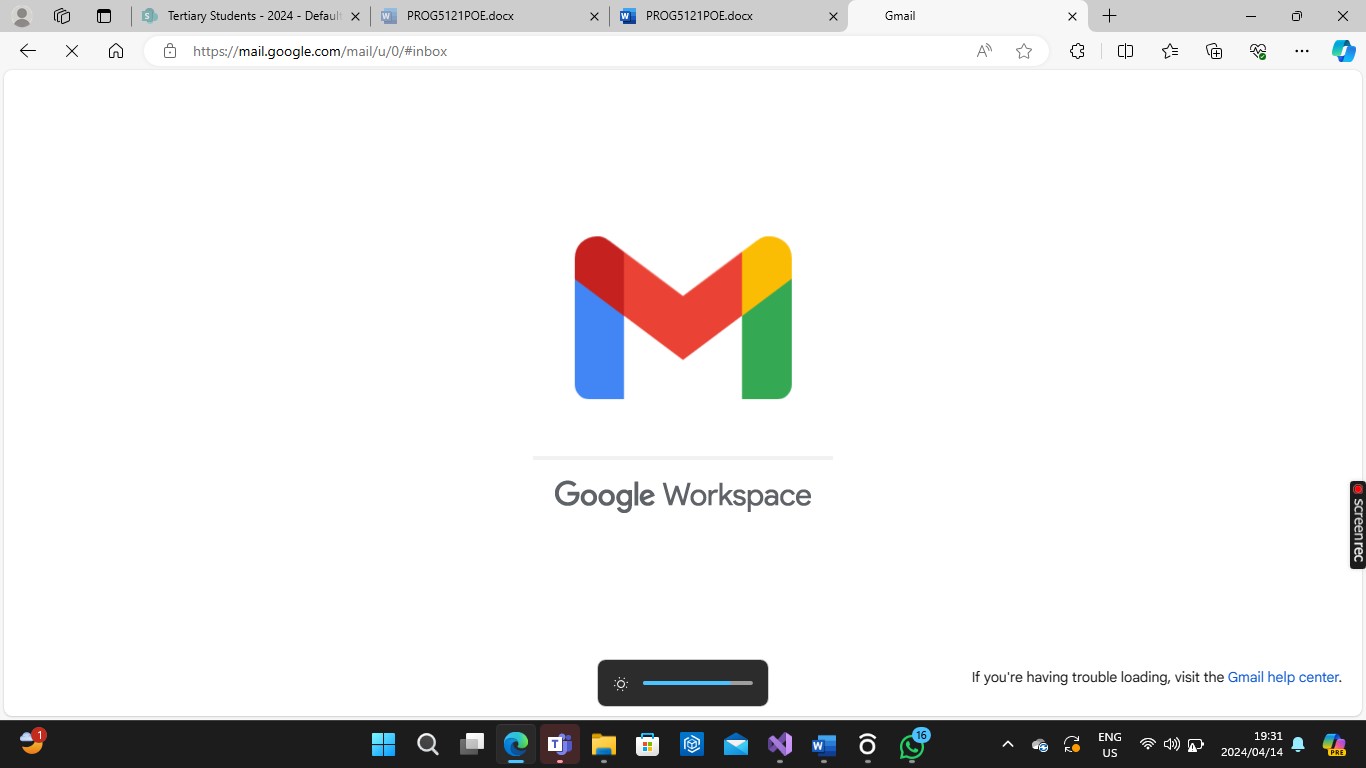 Tertiary Students - 2024 - Default
PROG5121POE.docx
PROG5121POE.docx
Gmail
https://mail.google.com/mail/u/0/#inbox
Google Workspace
screenrec
If you're having trouble loading, visit the Gmail help center.
1
16
ENG
US
19:31
2024/04/14
PRE